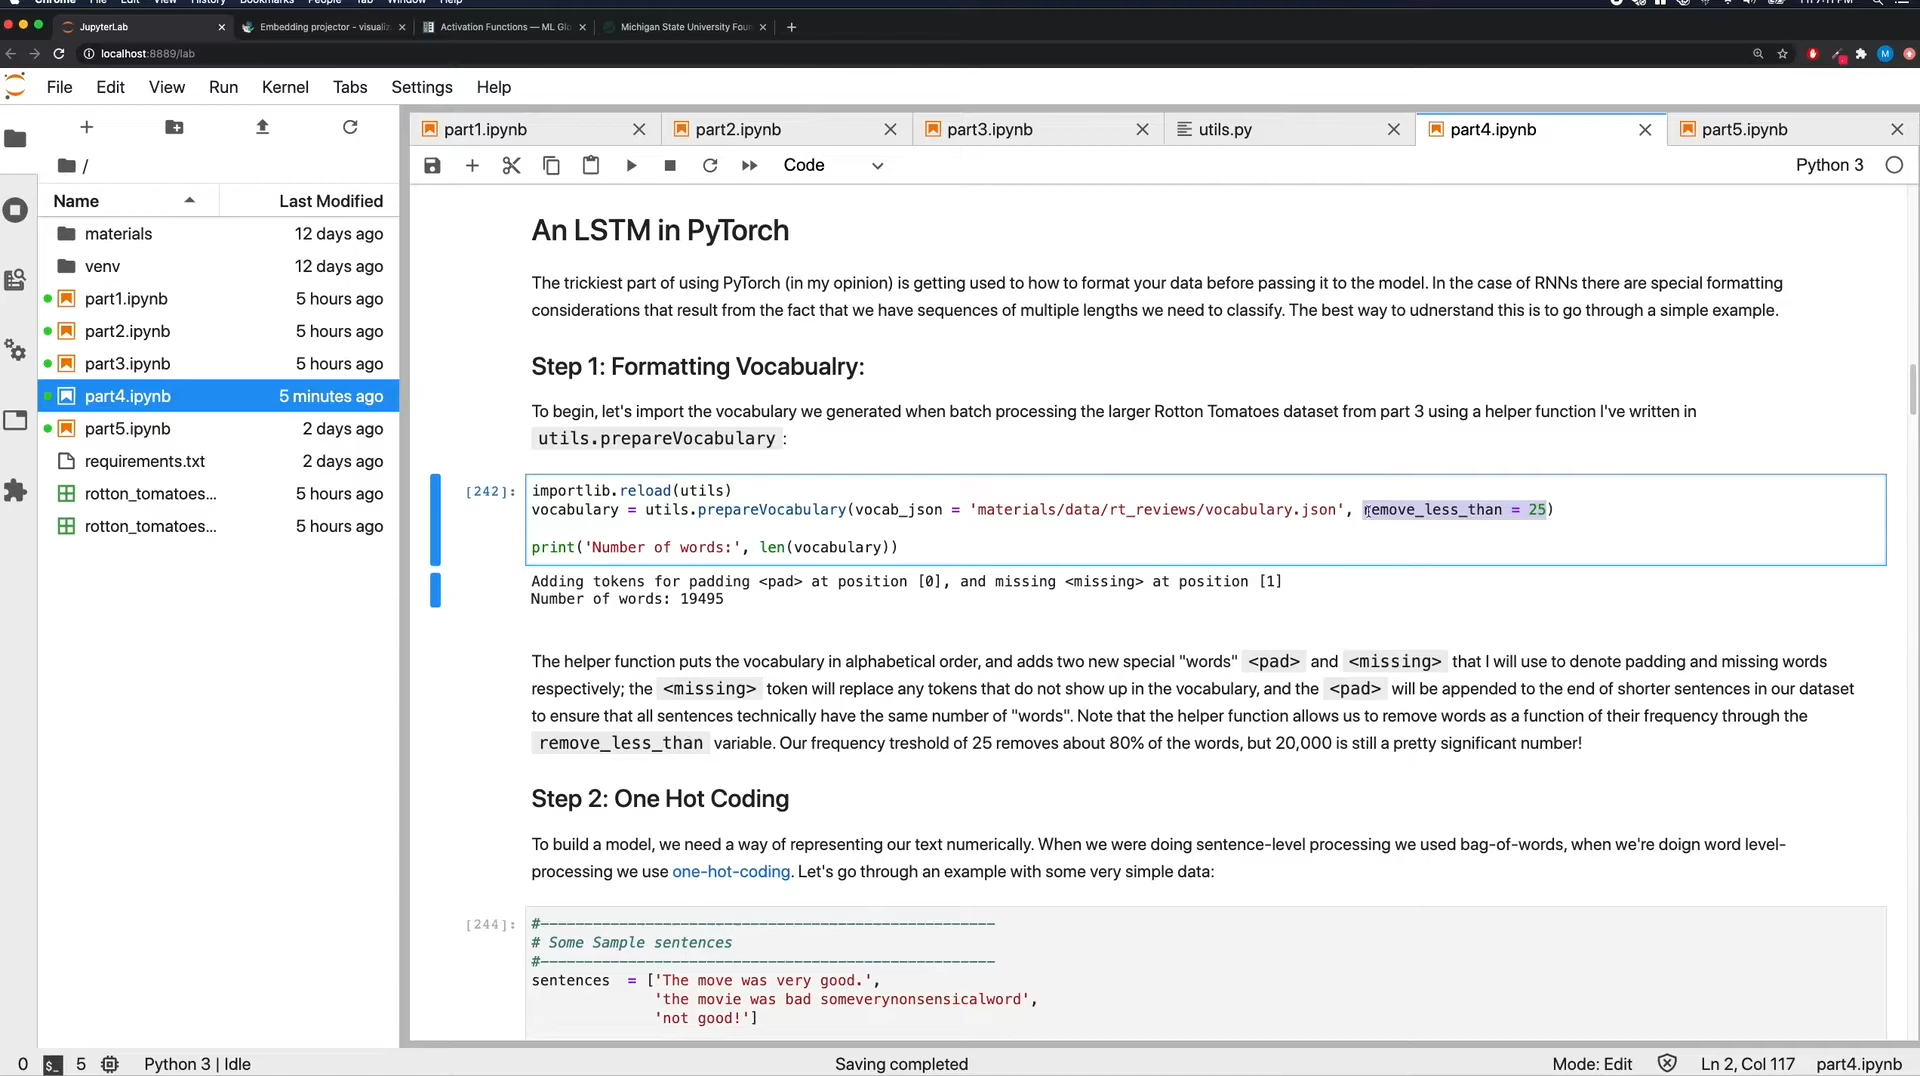 Chrome File Edit View History Bookmarks People Tab Window Help
JupyterLab
Embedding projector - visualiz
Activation Functions — ML Glo
Michigan State University Foun
localhost:8889/lab
M
File Edit View Run Kernel Tabs Settings Help
part1.ipynb
part2.ipynb
part3.ipynb
utils.py
part4.ipynb
part5.ipynb
Code
Python 3
/
Name Last Modified
materials 12 days ago
venv 12 days ago
part1.ipynb 5 hours ago
part2.ipynb 5 hours ago
part3.ipynb 5 hours ago
part4.ipynb 5 minutes ago
part5.ipynb 2 days ago
requirements.txt 2 days ago
rotton_tomatoes... 5 hours ago
rotton_tomatoes... 5 hours ago
An LSTM in PyTorch
The trickiest part of using PyTorch (in my opinion) is getting used to how to format your data before passing it to the model. In the case of RNNs there are special formatting
considerations that result from the fact that we have sequences of multiple lengths we need to classify. The best way to udnerstand this is to go through a simple example.
Step 1: Formatting Vocabualry:
To begin, let's import the vocabulary we generated when batch processing the larger Rotton Tomatoes dataset from part 3 using a helper function I've written in
utils.prepareVocabulary :
[242]: importlib.reload(utils)
vocabulary = utils.prepareVocabulary(vocab_json = 'materials/data/rt_reviews/vocabulary.json', remove_less_than = 25)
print('Number of words:', len(vocabulary))
Adding tokens for padding <pad> at position [0], and missing <missing> at position [1]
Number of words: 19495
The helper function puts the vocabulary in alphabetical order, and adds two new special "words" <pad> and <missing> that I will use to denote padding and missing words
respectively; the <missing> token will replace any tokens that do not show up in the vocabulary, and the <pad> will be appended to the end of shorter sentences in our dataset
to ensure that all sentences technically have the same number of "words". Note that the helper function allows us to remove words as a function of their frequency through the
remove_less_than variable. Our frequency treshold of 25 removes about 80% of the words, but 20,000 is still a pretty significant number!
Step 2: One Hot Coding
To build a model, we need a way of representing our text numerically. When we were doing sentence-level processing we used bag-of-words, when we're doign word level-
processing we use one-hot-coding. Let's go through an example with some very simple data:
[244]: #--------------------------------------------------
# Some Sample sentences
#--------------------------------------------------
sentences = ['The move was very good.',
'the movie was bad someverynonsensicalword',
'not good!']
0 $_ 5 Python 3 | Idle Saving completed Mode: Edit Ln 2, Col 117 part4.ipynb